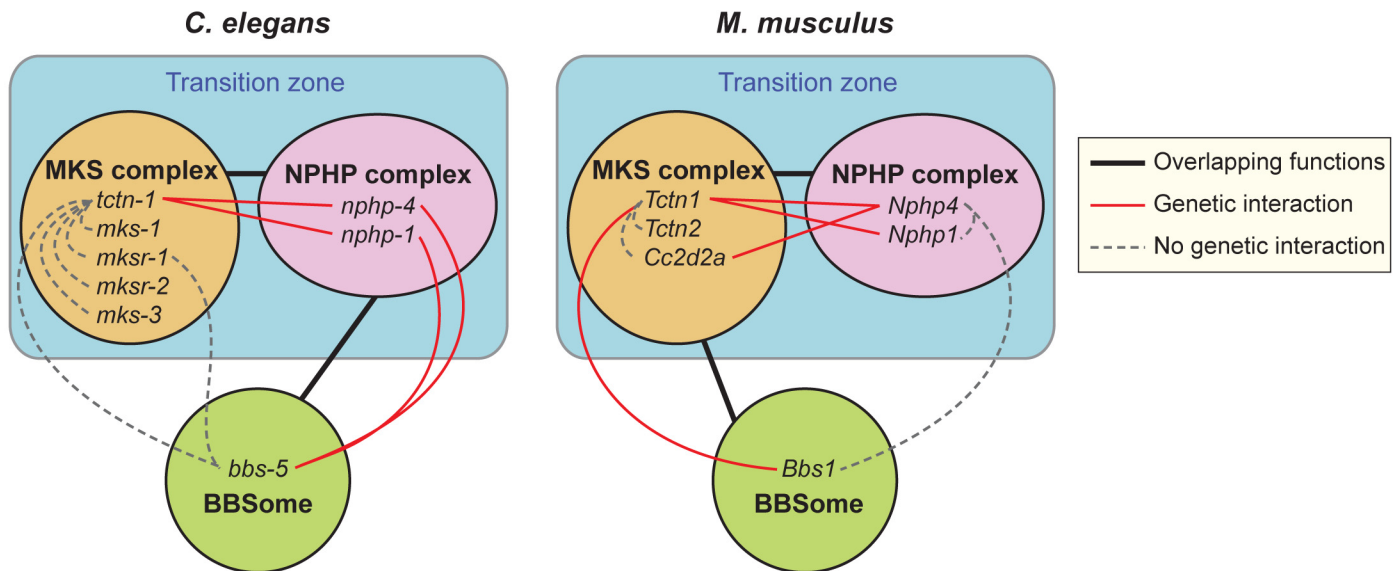 C. elegans
Transition zone
MKS complex
tctn-1
mks-1
mksr-1
mksr-2
mks-3
NPHP complex
nphp-4
nphp-1
bbs-5
BBSome
M. musculus
Transition zone
MKS complex
Tctn1
Tctn2
Cc2d2a
NPHP complex
Nphp4
Nphp1
Bbs1
BBSome
Overlapping functions
Genetic interaction
No genetic interaction